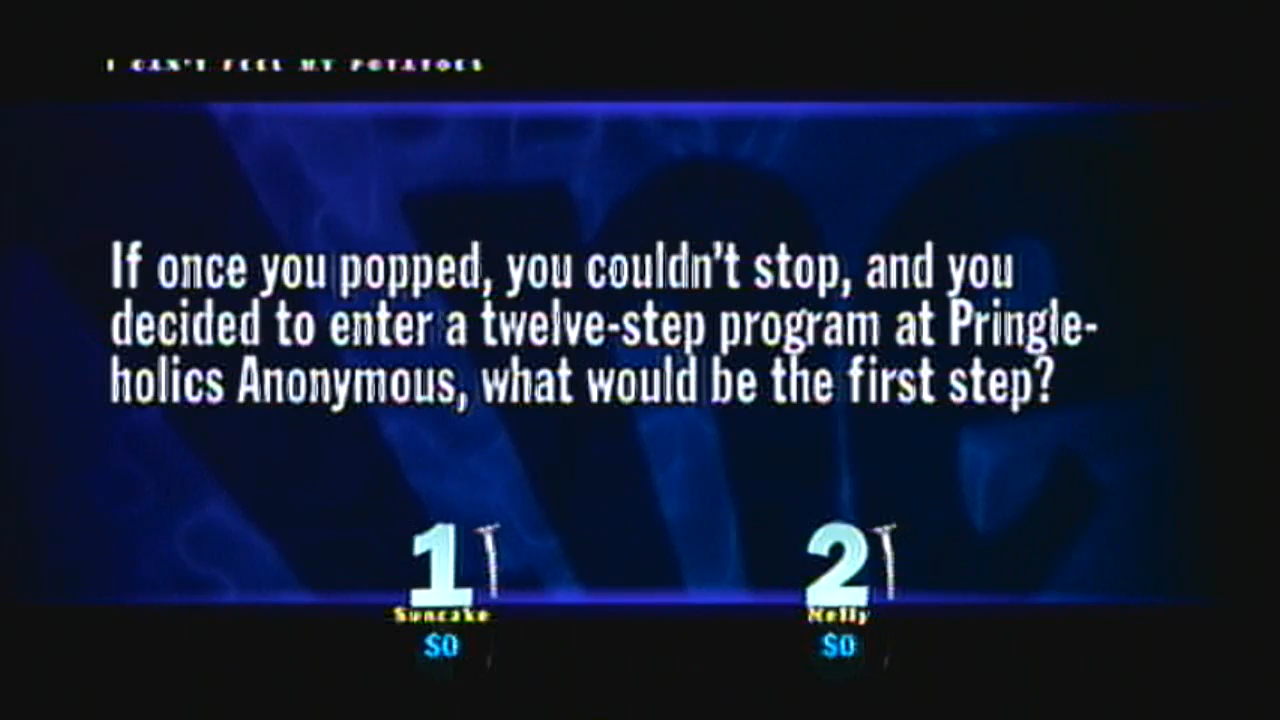 I CAN'T FEEL MY POTATOES
If once you popped, you couldn't stop, and you
decided to enter a twelve-step program at Pringle-
holics Anonymous, what would be the first step?
1 2
Suncake Nelly
$0 $0